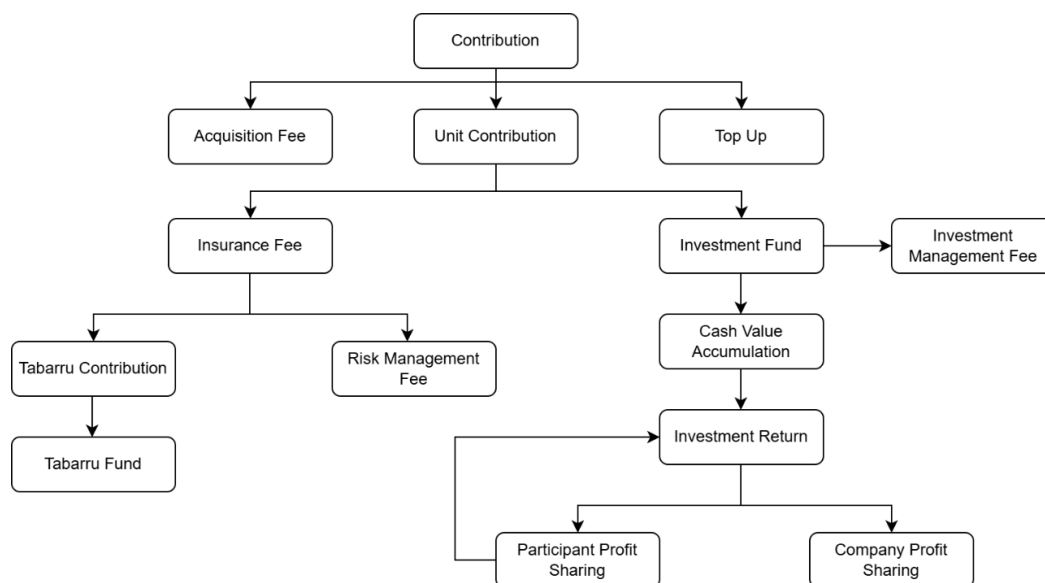 Contribution
Acquisition Fee
Unit Contribution
Top Up
Insurance Fee
Investment Fund
Investment
Management Fee
Tabarru Contribution
Risk Management
Fee
Cash Value
Accumulation
Tabarru Fund
Investment Return
Participant Profit
Sharing
Company Profit
Sharing